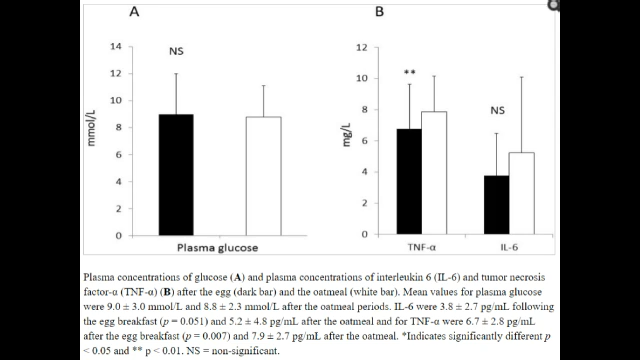 A
B
NS
14
12
10
8
6
4
2
0
mmol/L
Plasma glucose
**
NS
12
10
8
6
4
2
0
mg/L
TNF-α
IL-6
Plasma concentrations of glucose (A) and plasma concentrations of interleukin 6 (IL-6) and tumor necrosis
factor-α (TNF-α) (B) after the egg (dark bar) and the oatmeal (white bar). Mean values for plasma glucose
were 9.0 ± 3.0 mmol/L and 8.8 ± 2.3 mmol/L after the oatmeal periods. IL-6 were 3.8 ± 2.7 pg/mL following
the egg breakfast (p = 0.051) and 5.2 ± 4.8 pg/mL after the oatmeal and for TNF-α were 6.7 ± 2.8 pg/mL
after the egg breakfast (p = 0.007) and 7.9 ± 2.7 pg/mL after the oatmeal. *Indicates significantly different p
< 0.05 and ** p < 0.01. NS = non-significant.